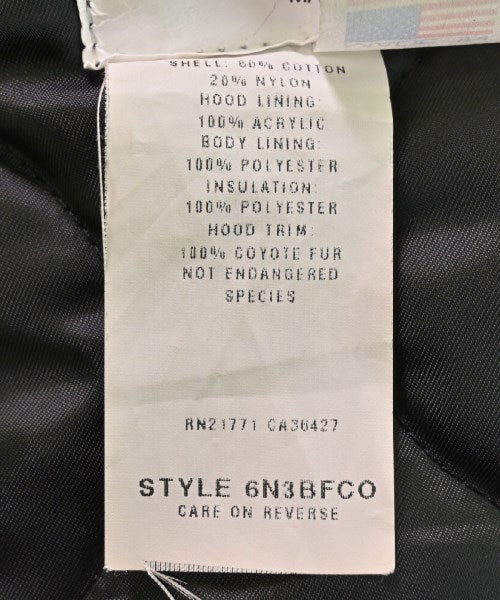 SHELL: 80% COTTON
20% NYLON
HOOD LINING:
100% ACRYLIC
BODY LINING:
100% POLYESTER
INSULATION:
100% POLYESTER
HOOD TRIM:
100% COYOTE FUR
NOT ENDANGERED
SPECIES
RN21771 CA36427
STYLE 6N3BFCO
CARE ON REVERSE